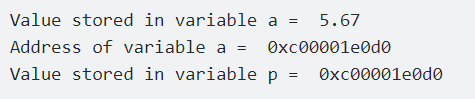 Value stored in variable a =  5.67
Address of variable a =  0xc00001e0d0
Value stored in variable p =  0xc00001e0d0